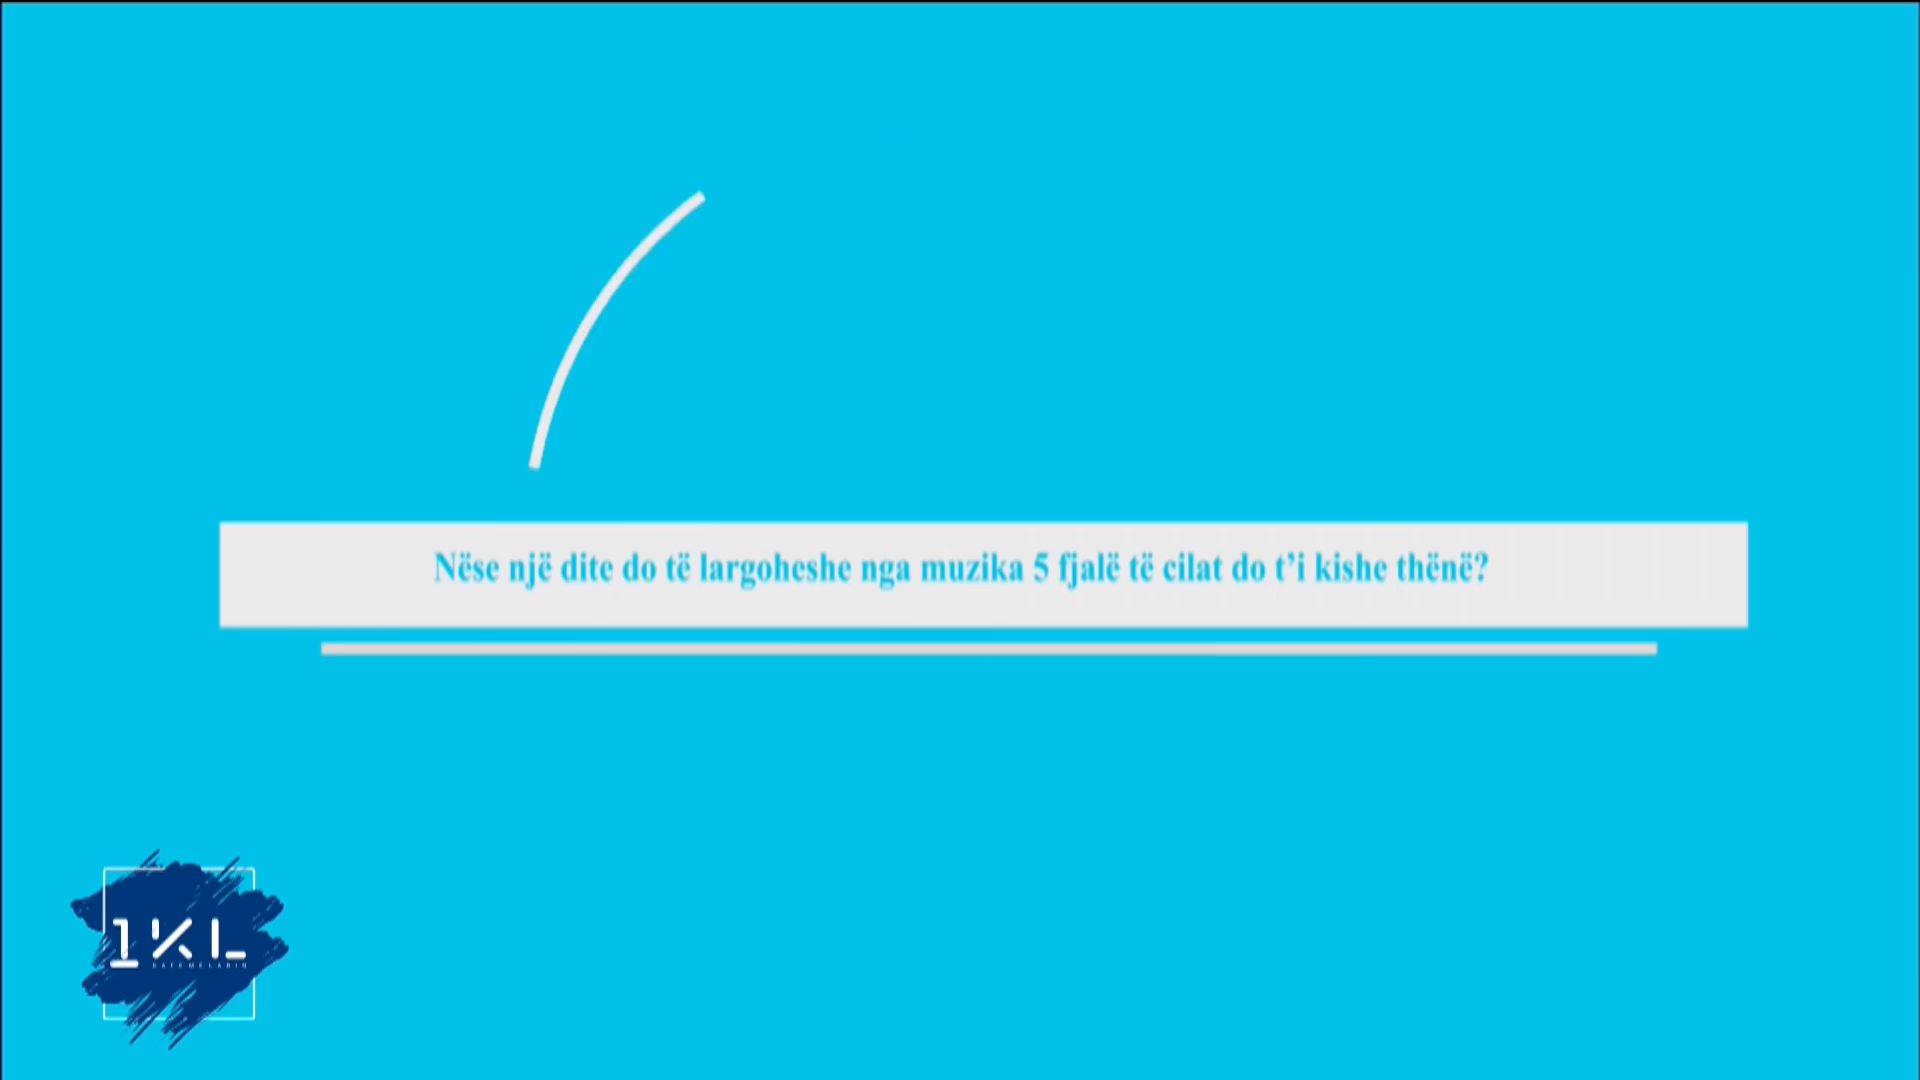 Nëse një dite do të largoheshe nga muzika 5 fjalë të cilat do t’i kishe thënë?
1KL